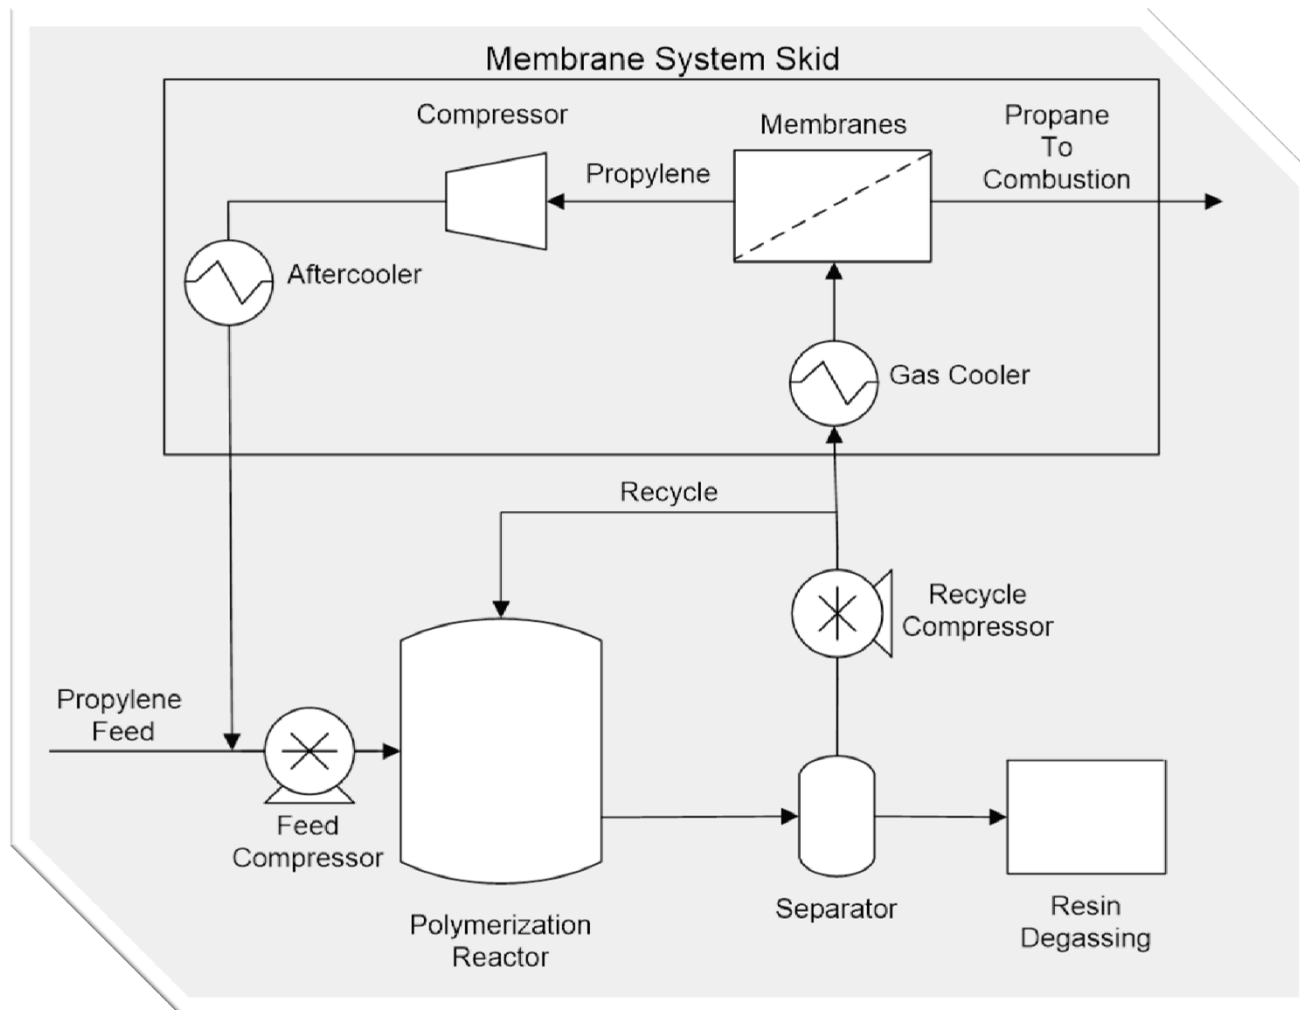 Membrane System Skid
Compressor
Membranes
Propane
To
Combustion
Propylene
Aftercooler
Gas Cooler
Recycle
Recycle
Compressor
Propylene
Feed
Feed
Compressor
Polymerization
Reactor
Separator
Resin
Degassing